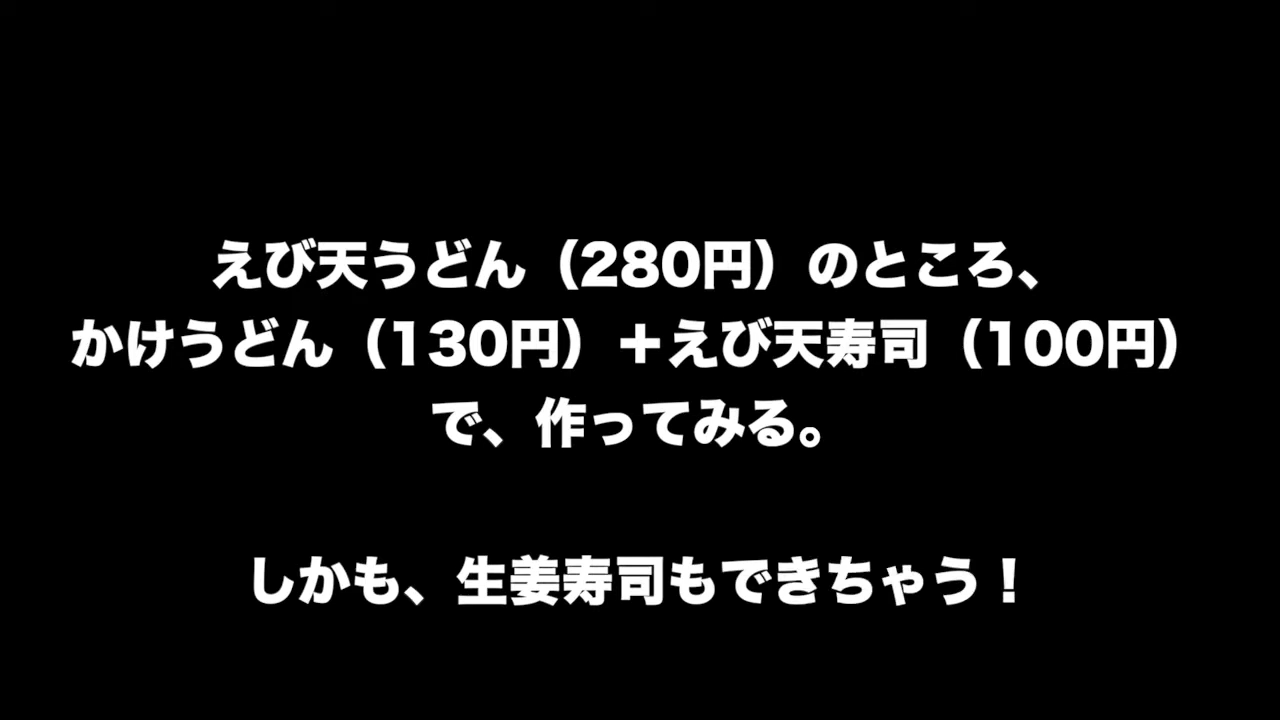 えび天うどん（280円）のところ、
かけうどん（130円）＋えび天寿司（100円）
で、作ってみる。
しかも、生姜寿司もできちゃう！